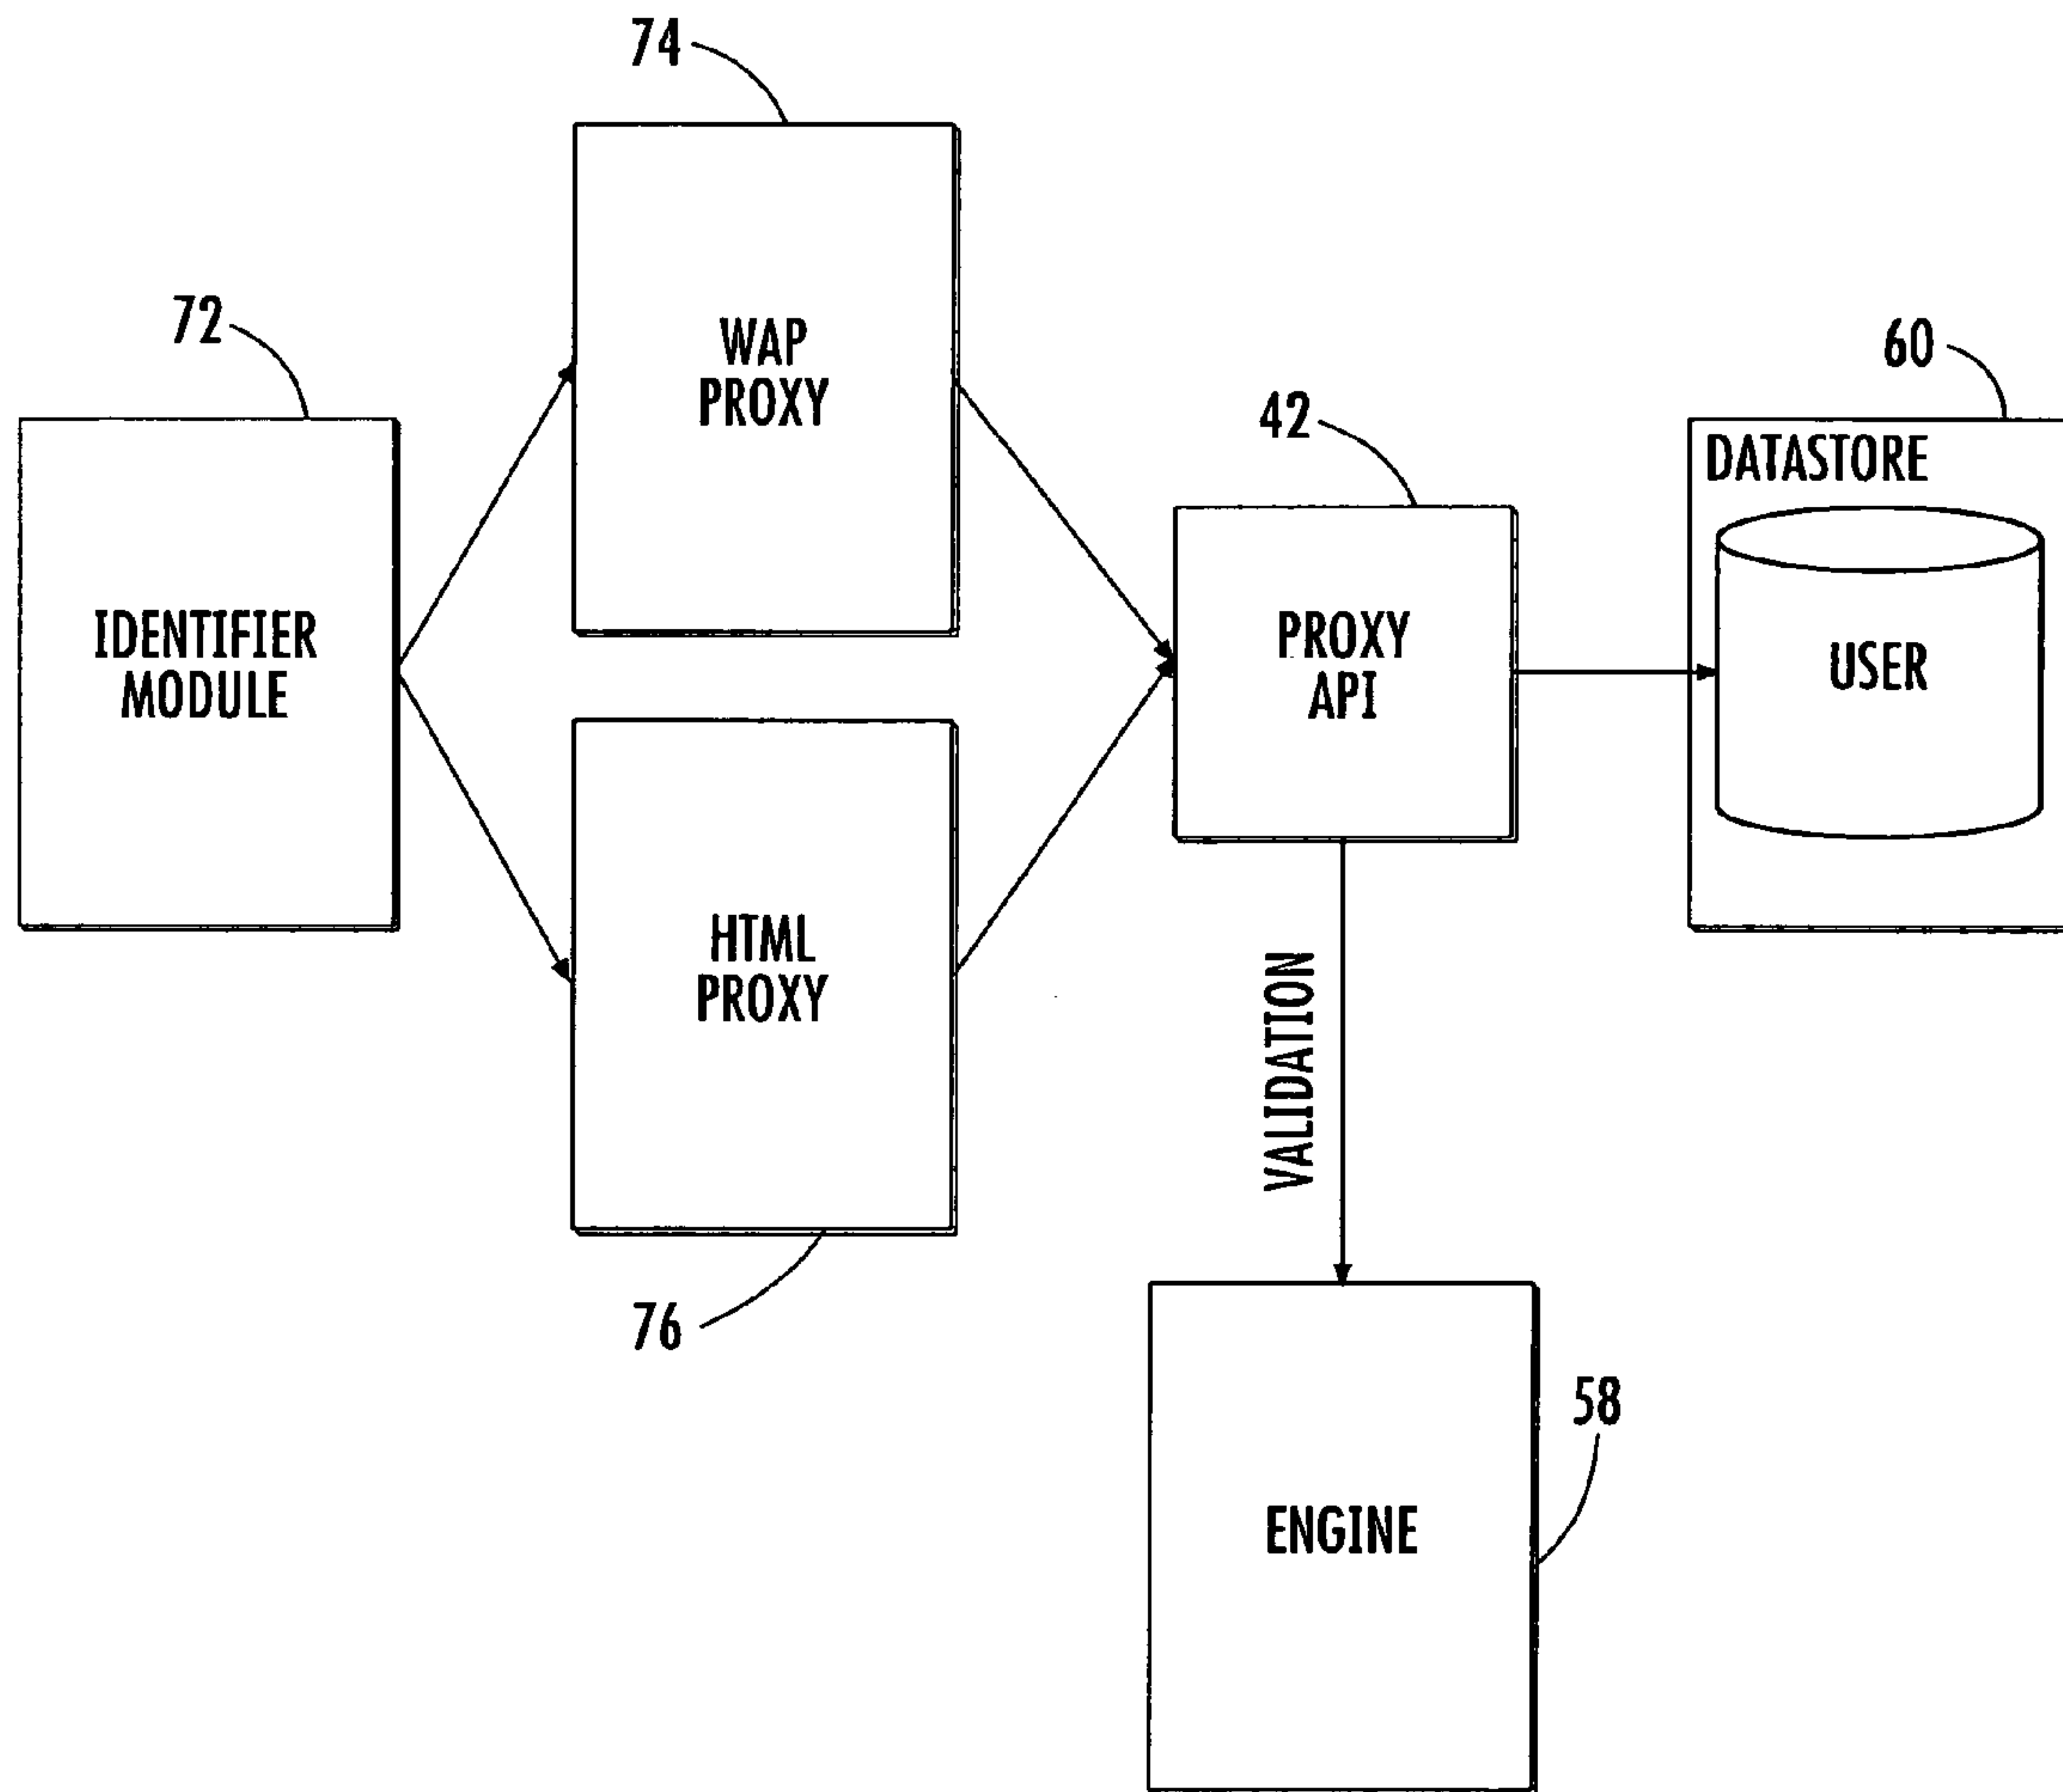 74
WAP
PROXY
72
IDENTIFIER
MODULE
42
PROXY
API
60
DATASTORE
USER
HTML
PROXY
76
VALIDATION
58
ENGINE